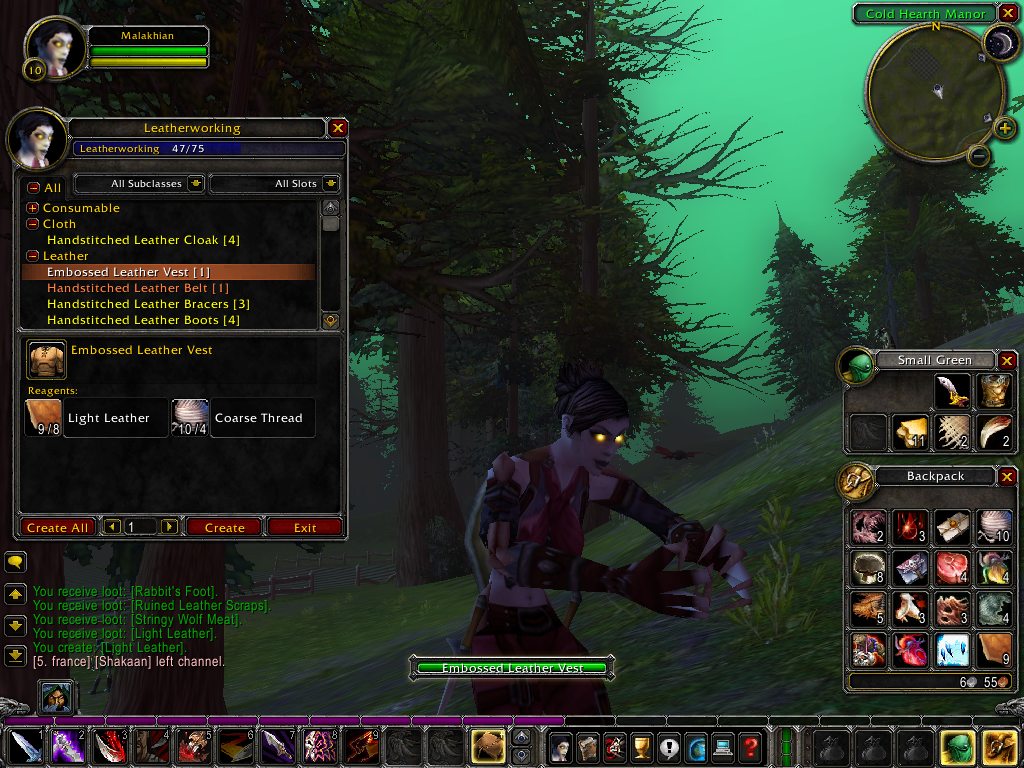 Malakhian
10
Cold Hearth Manor
N
Leatherworking
Leatherworking 47/75
All All Subclasses All Slots
Consumable
Cloth
Handstitched Leather Cloak [4]
Leather
Embossed Leather Vest [1]
Handstitched Leather Belt [1]
Handstitched Leather Bracers [3]
Handstitched Leather Boots [4]
Embossed Leather Vest
Reagents:
9/8 Light Leather 10/4 Coarse Thread
Create All 1 Create Exit
Small Green
11 2 2
Backpack
2 3 10
8 4 4
5 3 3 4
9
6 55
You receive loot: [Rabbit's Foot].
You receive loot: [Ruined Leather Scraps].
You receive loot: [Stringy Wolf Meat].
You receive loot: [Light Leather].
You create: [Light Leather].
[5. france] [Shakaan] left channel.
Embossed Leather Vest
2 3 4 5 6 7 8 9